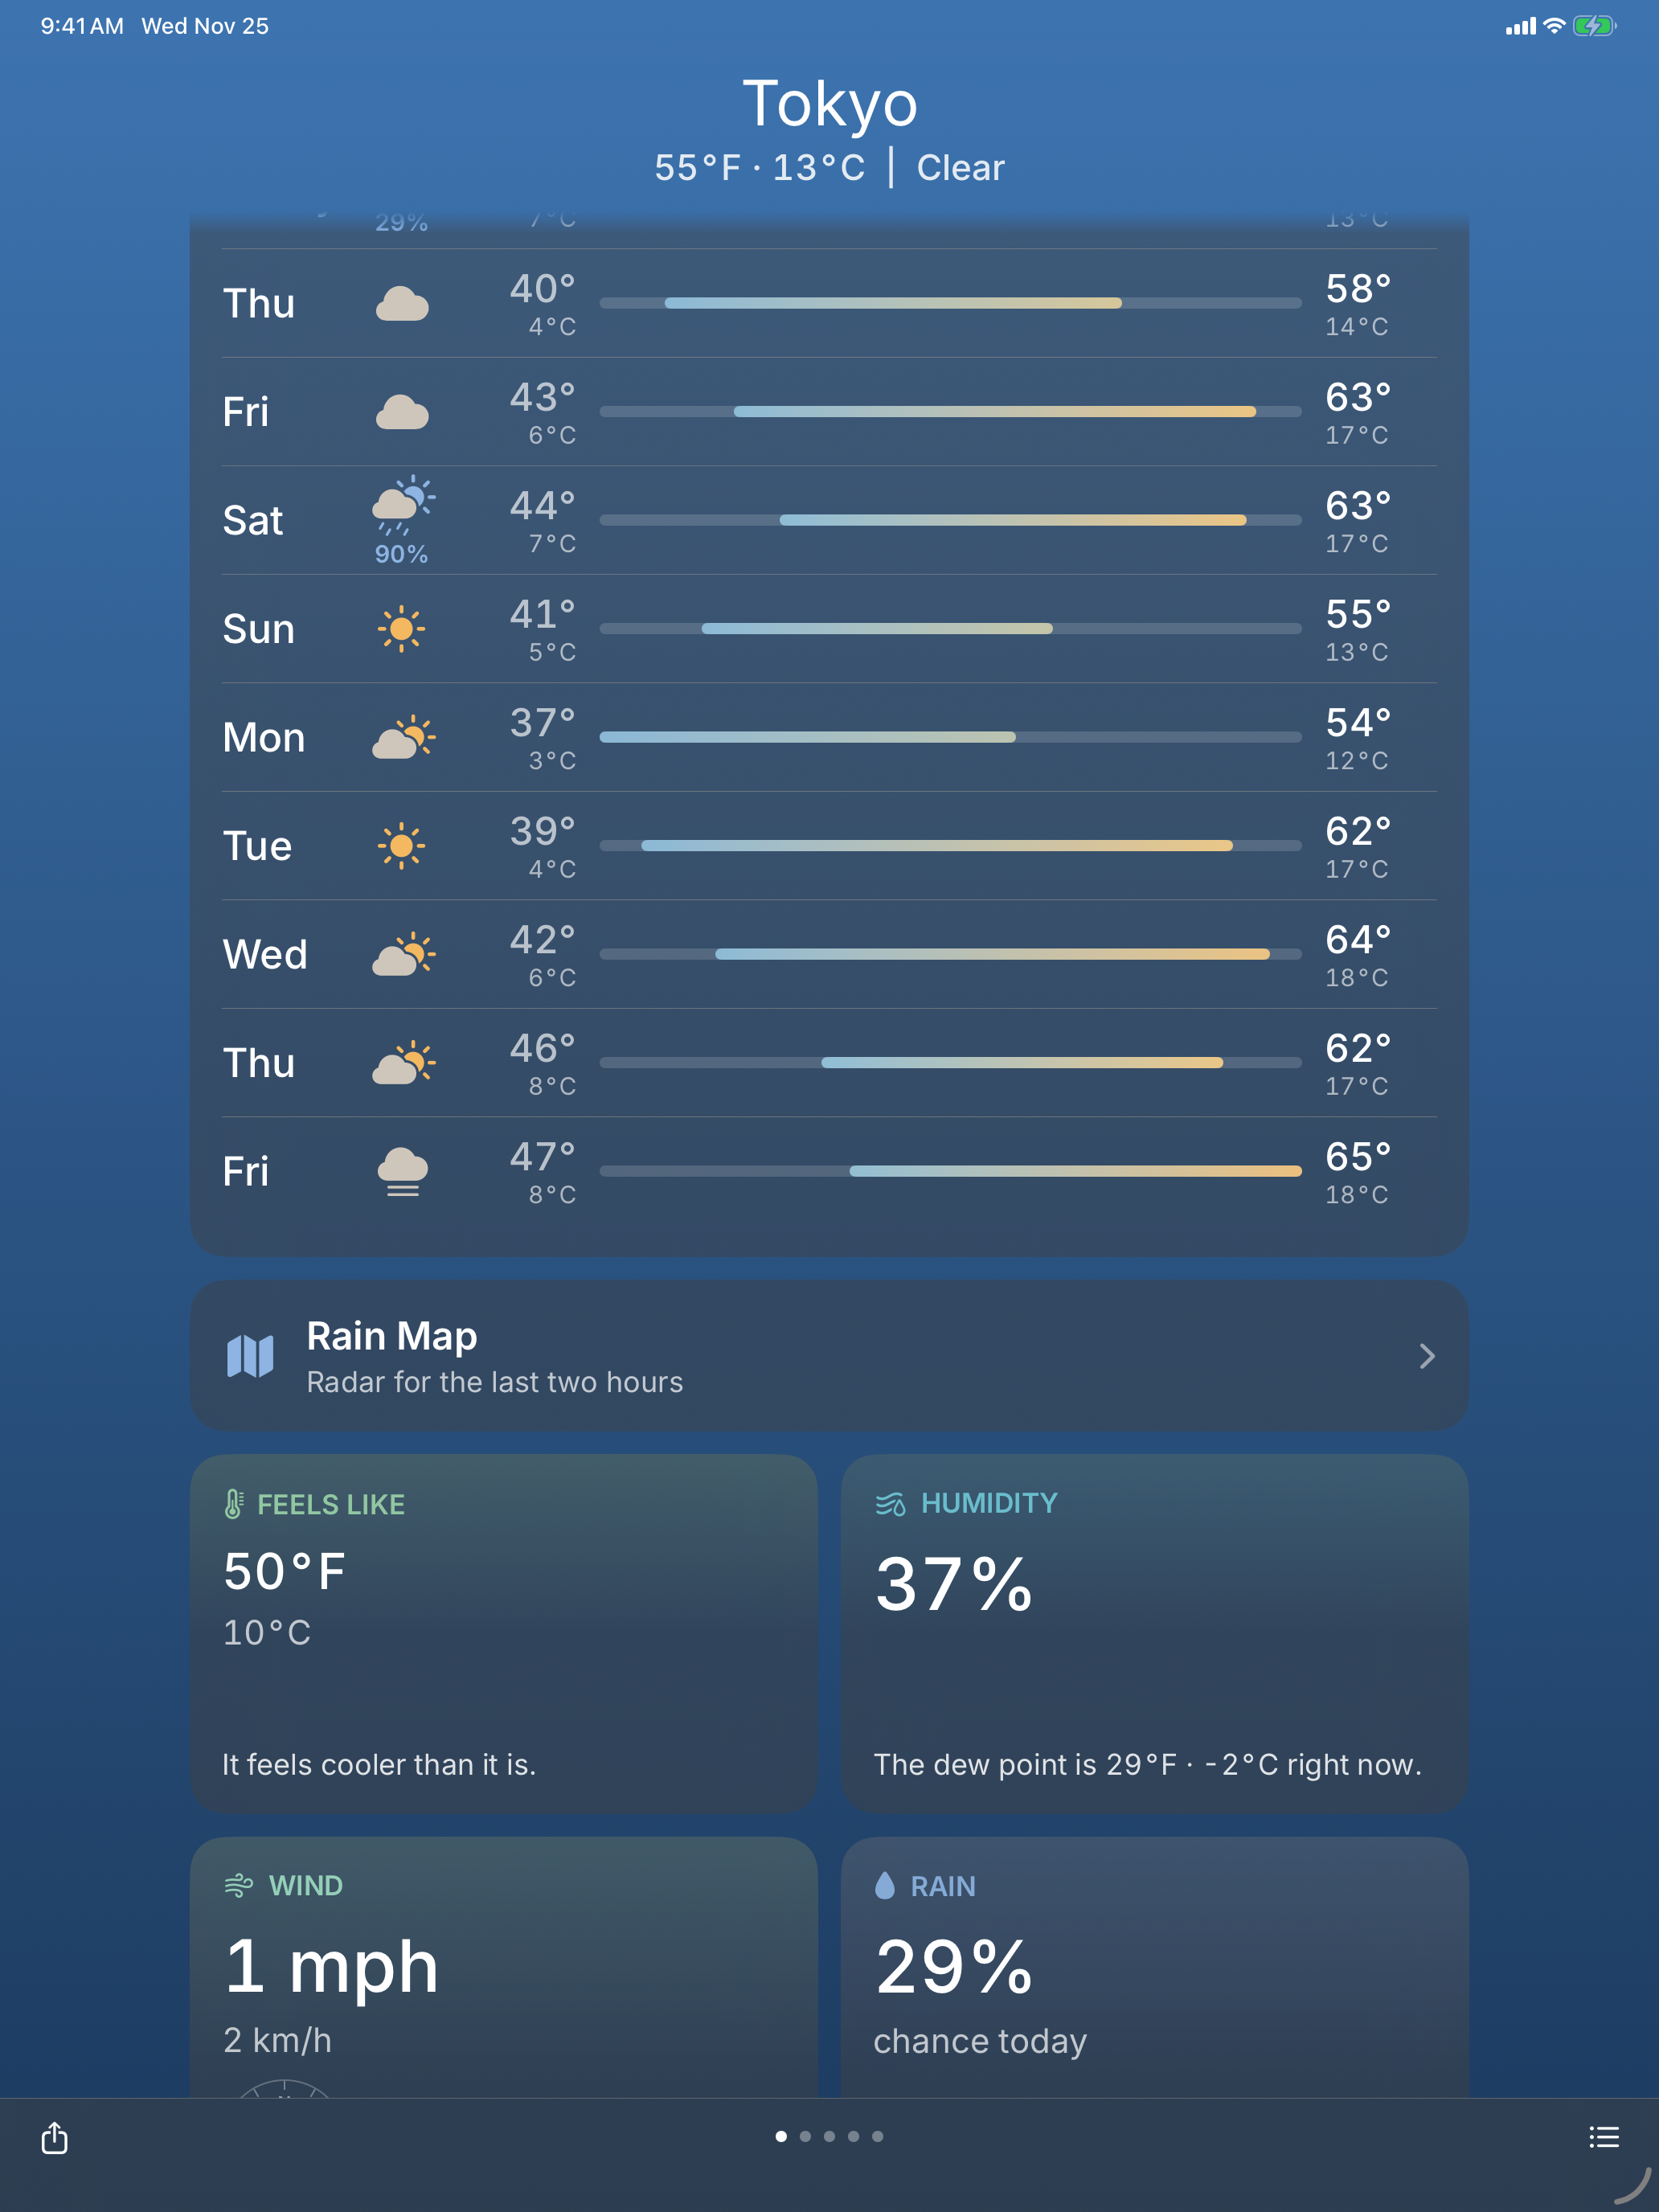 9:41 AM Wed Nov 25
Tokyo
55°F · 13°C | Clear
29% 7°C 13°C
Thu 40° 58°
4°C 14°C
Fri 43° 63°
6°C 17°C
Sat 44° 63°
7°C 17°C
90%
Sun 41° 55°
5°C 13°C
Mon 37° 54°
3°C 12°C
Tue 39° 62°
4°C 17°C
Wed 42° 64°
6°C 18°C
Thu 46° 62°
8°C 17°C
Fri 47° 65°
8°C 18°C
Rain Map
Radar for the last two hours
FEELS LIKE
50°F
10°C
It feels cooler than it is.
HUMIDITY
37%
The dew point is 29°F · -2°C right now.
WIND
1 mph
2 km/h
RAIN
29%
chance today